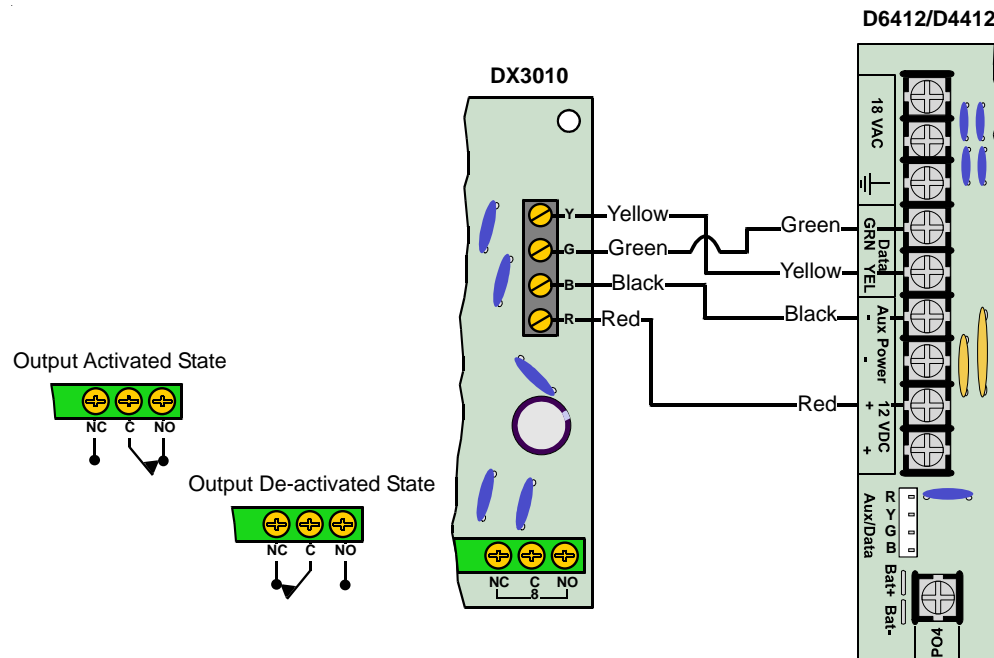 D6412/D4412
DX3010
18 VAC
Y
Yellow
G
Green
B
Black
R
Red
Green
GRN
Data
Yellow
YEL
Black
-
Aux Power
-
Red
+
12 VDC
+
Output Activated State
NC C NO
Output De-activated State
NC C NO
NC C NO
8
R
Y
G
B
Aux/Data
Bat+
Bat-
PO4